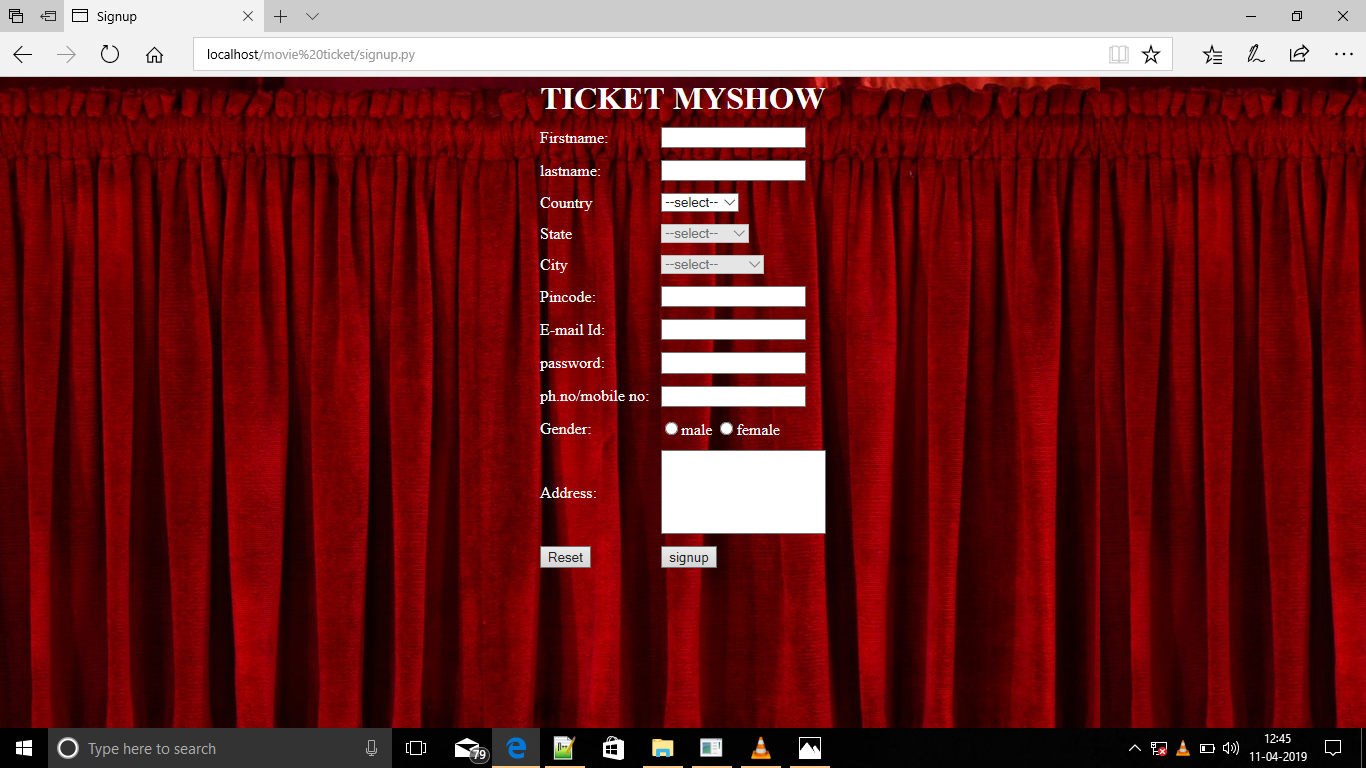 Signup
localhost/movie%20ticket/signup.py
TICKET MYSHOW
Firstname:
lastname:
Country --select--
State --select--
City --select--
Pincode:
E-mail Id:
password:
ph.no/mobile no:
Gender: male female
Address:
Reset signup
Type here to search 79 12:45
11-04-2019